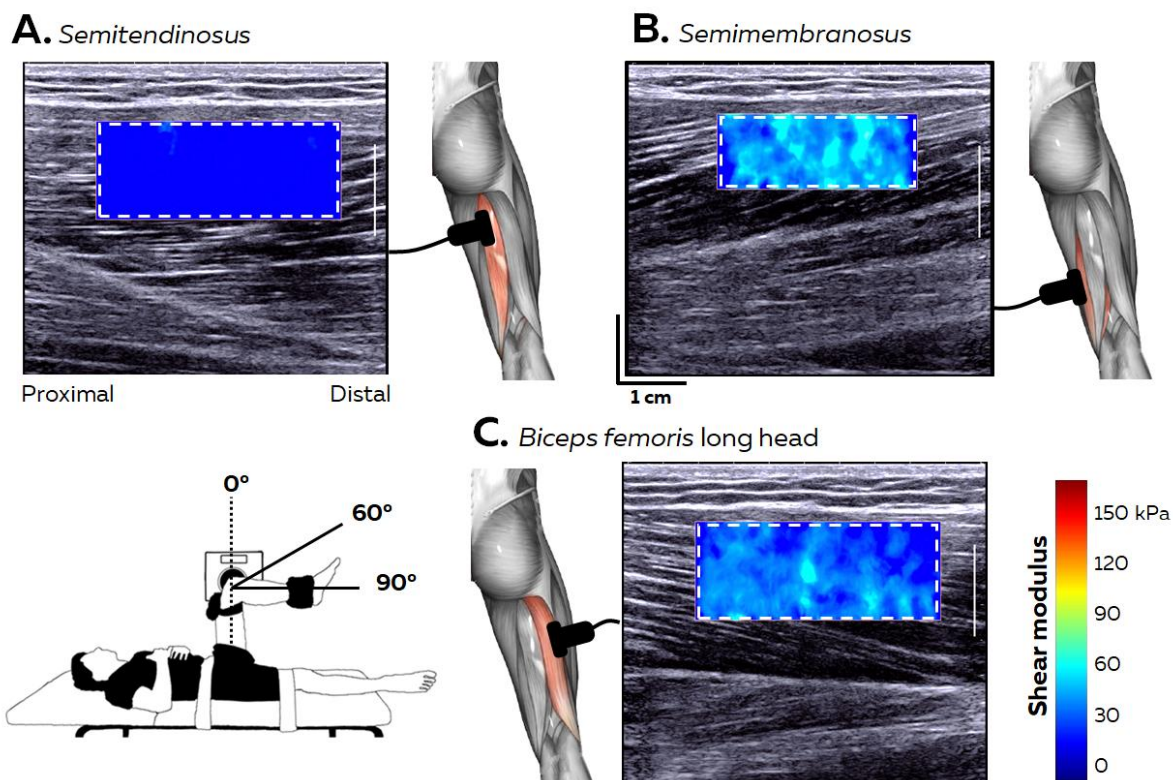 A. Semitendinosus
B. Semimembranosus
Proximal
Distal
1 cm
C. Biceps femoris long head
0°
60°
90°
Shear modulus
150 kPa
120
90
60
30
0